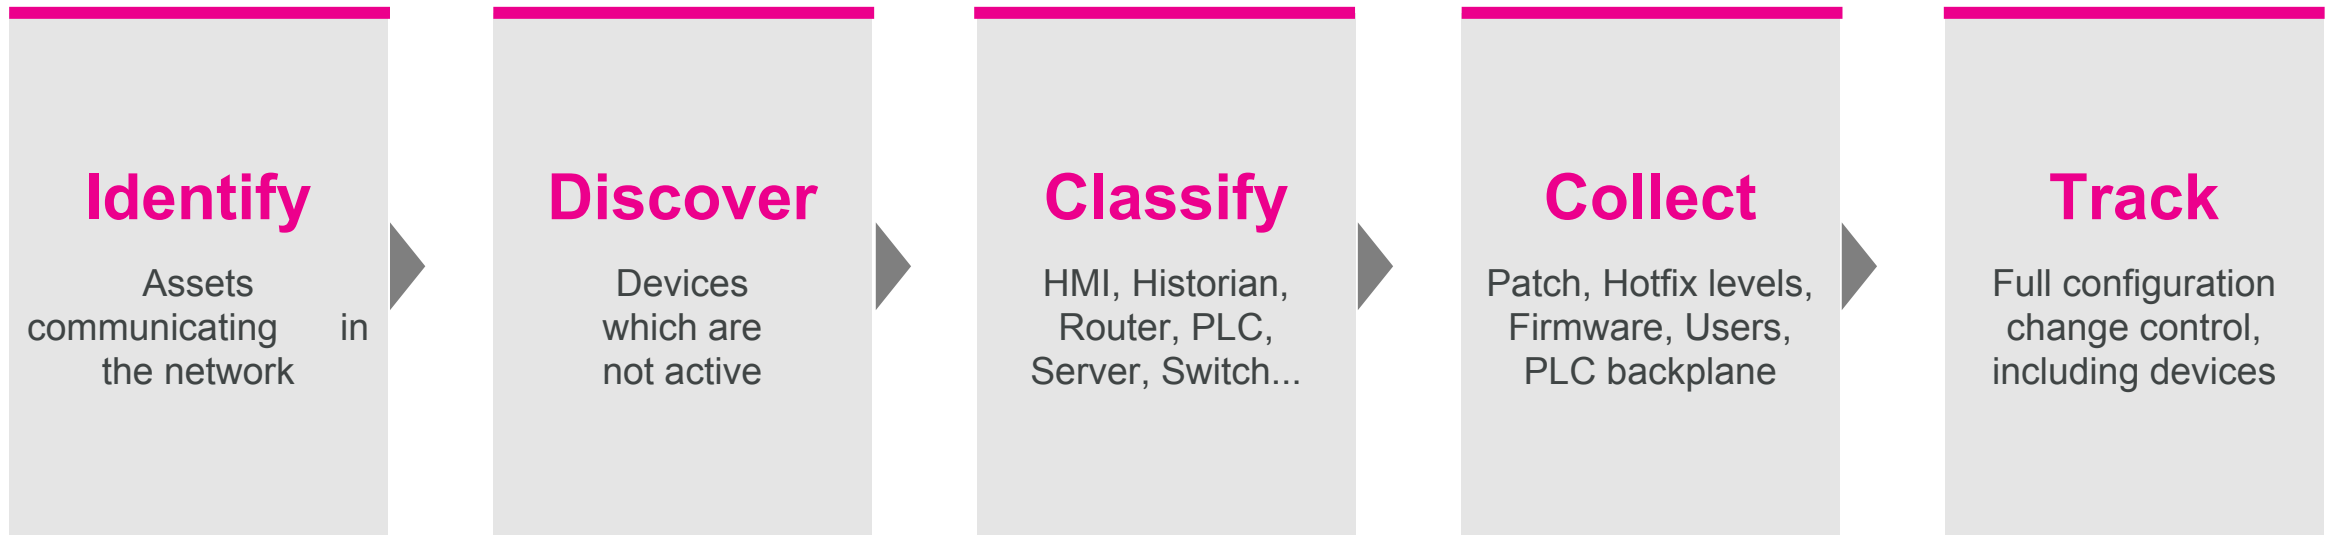 Identify
Assets
communicating in
the network
Discover
Devices
which are
not active
Classify
HMI, Historian,
Router, PLC,
Server, Switch...
Collect
Patch, Hotfix levels,
Firmware, Users,
PLC backplane
Track
Full configuration
change control,
including devices